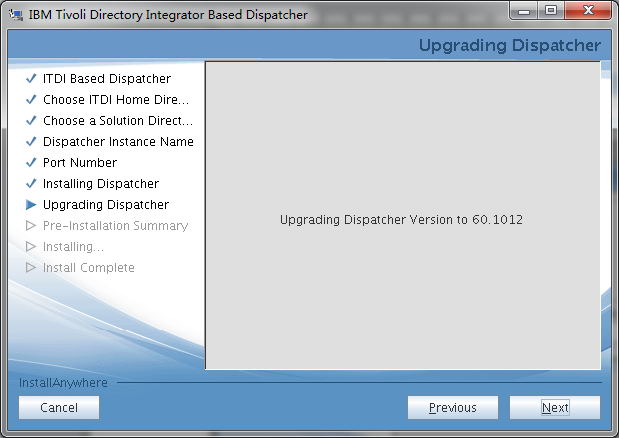 IBM Tivoli Directory Integrator Based Dispatcher
Upgrading Dispatcher
ITDI Based Dispatcher
Choose ITDI Home Dire...
Choose a Solution Direct...
Dispatcher Instance Name
Port Number
Installing Dispatcher
Upgrading Dispatcher
Pre-Installation Summary
Installing...
Install Complete
Upgrading Dispatcher Version to 60.1012
InstallAnywhere
Cancel
Previous
Next